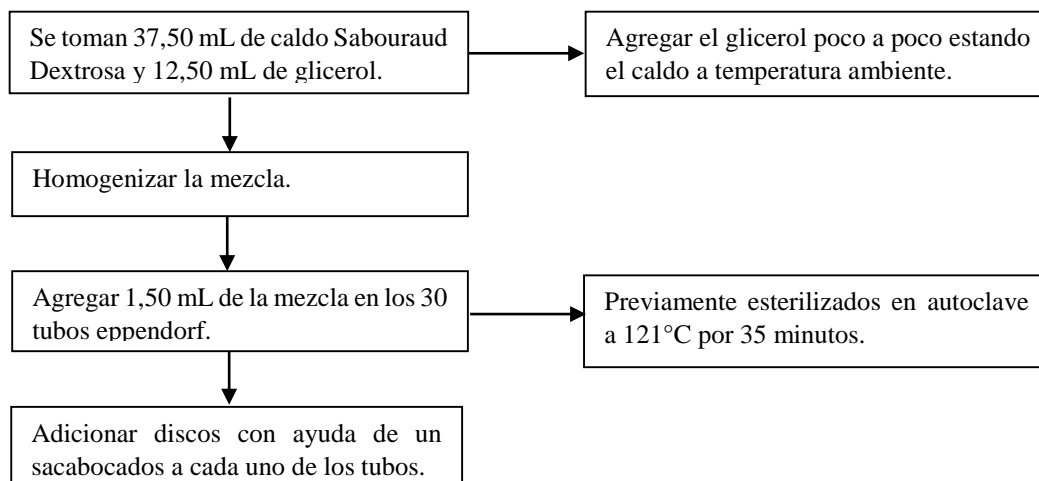 Se toman 37,50 mL de caldo Sabouraud
Dextrosa y 12,50 mL de glicerol.
Agregar el glicerol poco a poco estando
el caldo a temperatura ambiente.
Homogenizar la mezcla.
Agregar 1,50 mL de la mezcla en los 30
tubos eppendorf.
Previamente esterilizados en autoclave
a 121°C por 35 minutos.
Adicionar discos con ayuda de un
sacabocados a cada uno de los tubos.